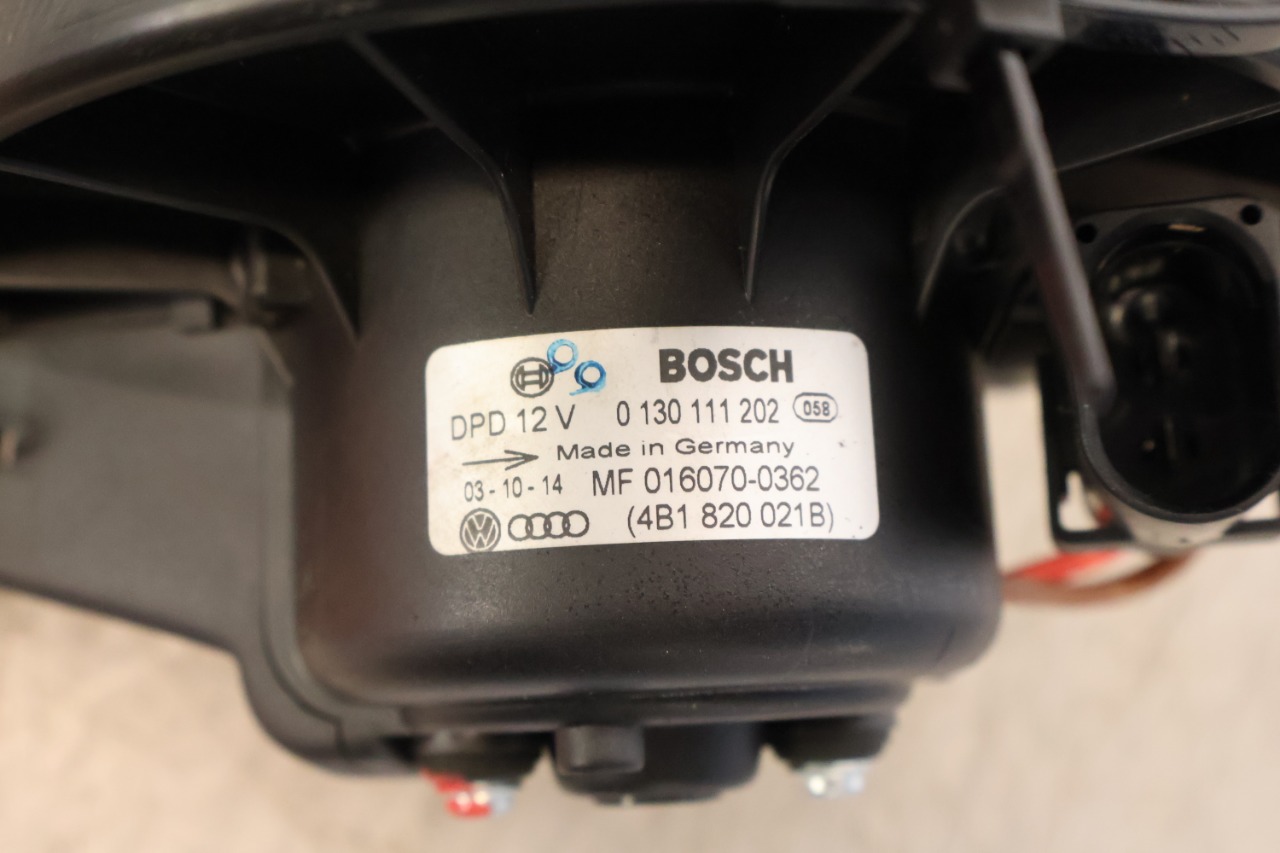 BOSCH
DPD 12 V 0 130 111 202 058
Made in Germany
03-10-14 MF 016070-0362
(4B1 820 021B)